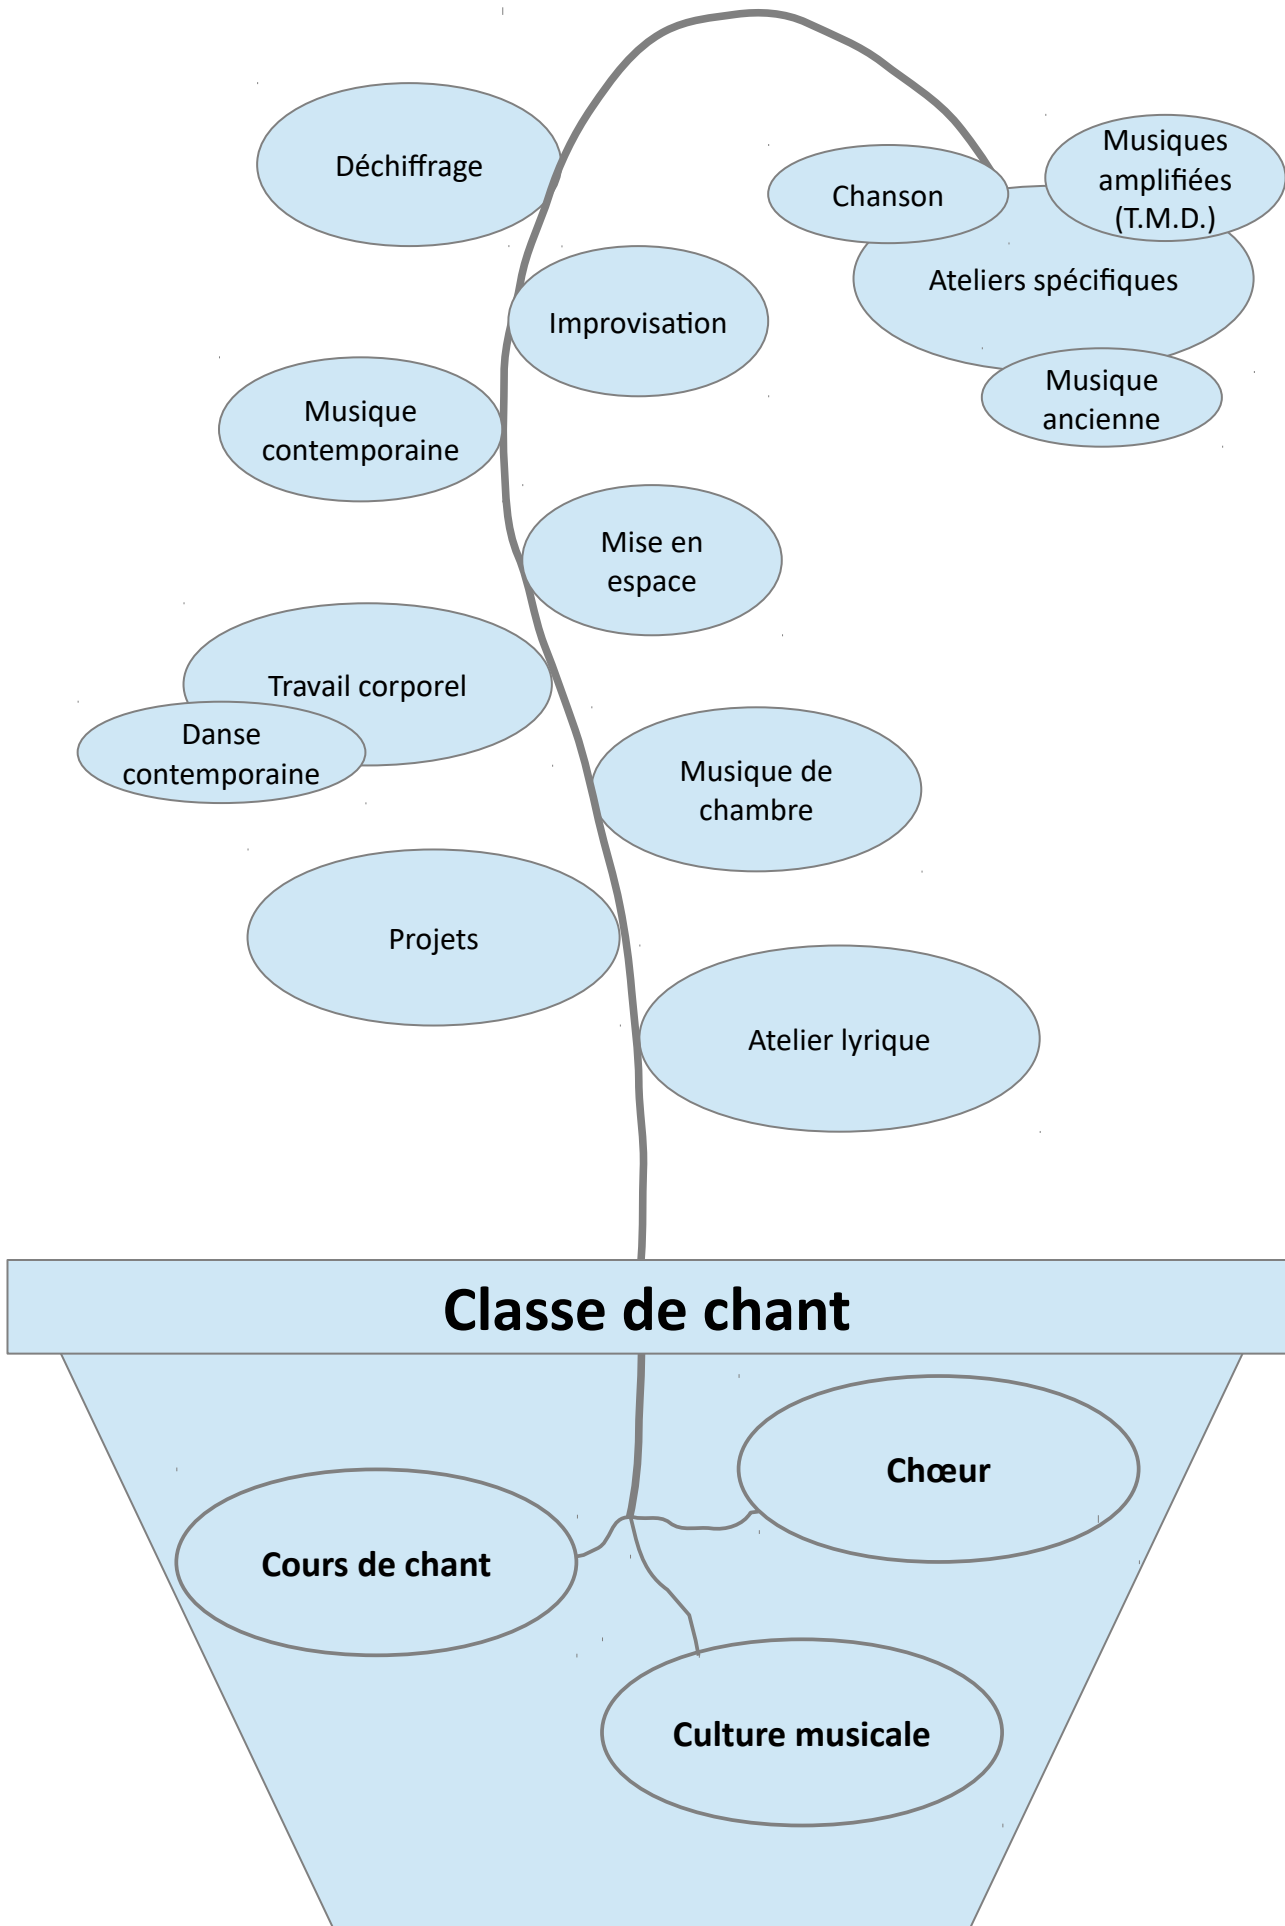 Déchiffrage
Musiques
amplifiées
(T.M.D.)
Chanson
Ateliers spécifiques
Improvisation
Musique
ancienne
Musique
contemporaine
Mise en
espace
Travail corporel
Danse
contemporaine
Musique de
chambre
Projets
Atelier lyrique
Classe de chant
Chœur
Cours de chant
Culture musicale